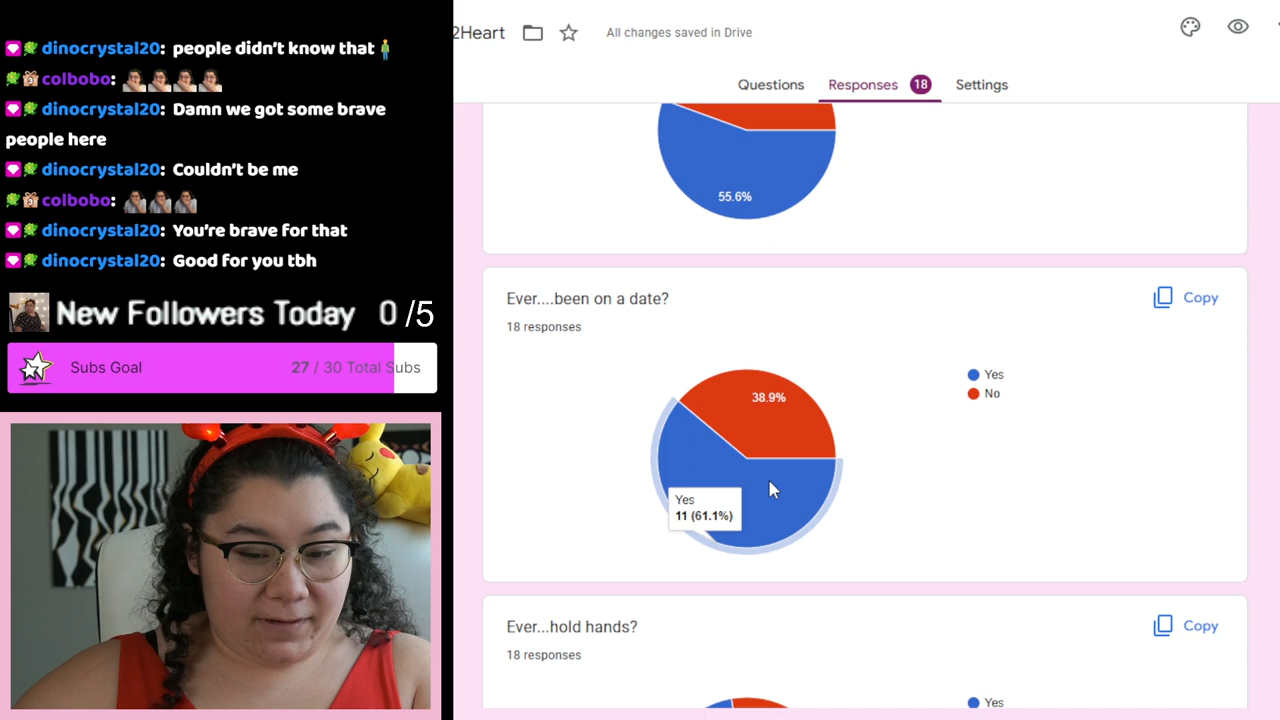 dinocrystal20: people didn't know that
colbobo:
dinocrystal20: Damn we got some brave
people here
dinocrystal20: Couldn't be me
colbobo:
dinocrystal20: You're brave for that
dinocrystal20: Good for you tbh
New Followers Today 0 /5
Subs Goal 27 / 30 Total Subs
2Heart All changes saved in Drive
Questions Responses 18 Settings
55.6%
Ever....been on a date? Copy
18 responses
38.9%
Yes
No
Yes
11 (61.1%)
Ever...hold hands? Copy
18 responses
Yes